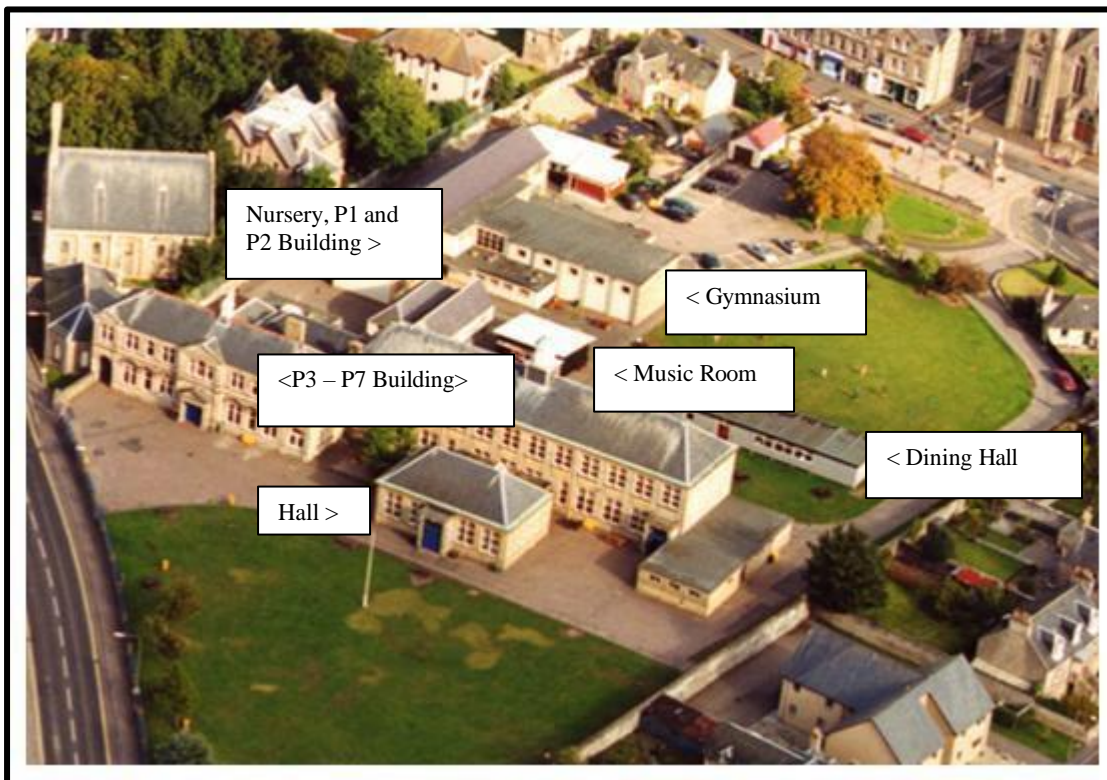 Nursery, P1 and
P2 Building >
< Gymnasium
<P3 – P7 Building>
< Music Room
< Dining Hall
Hall >